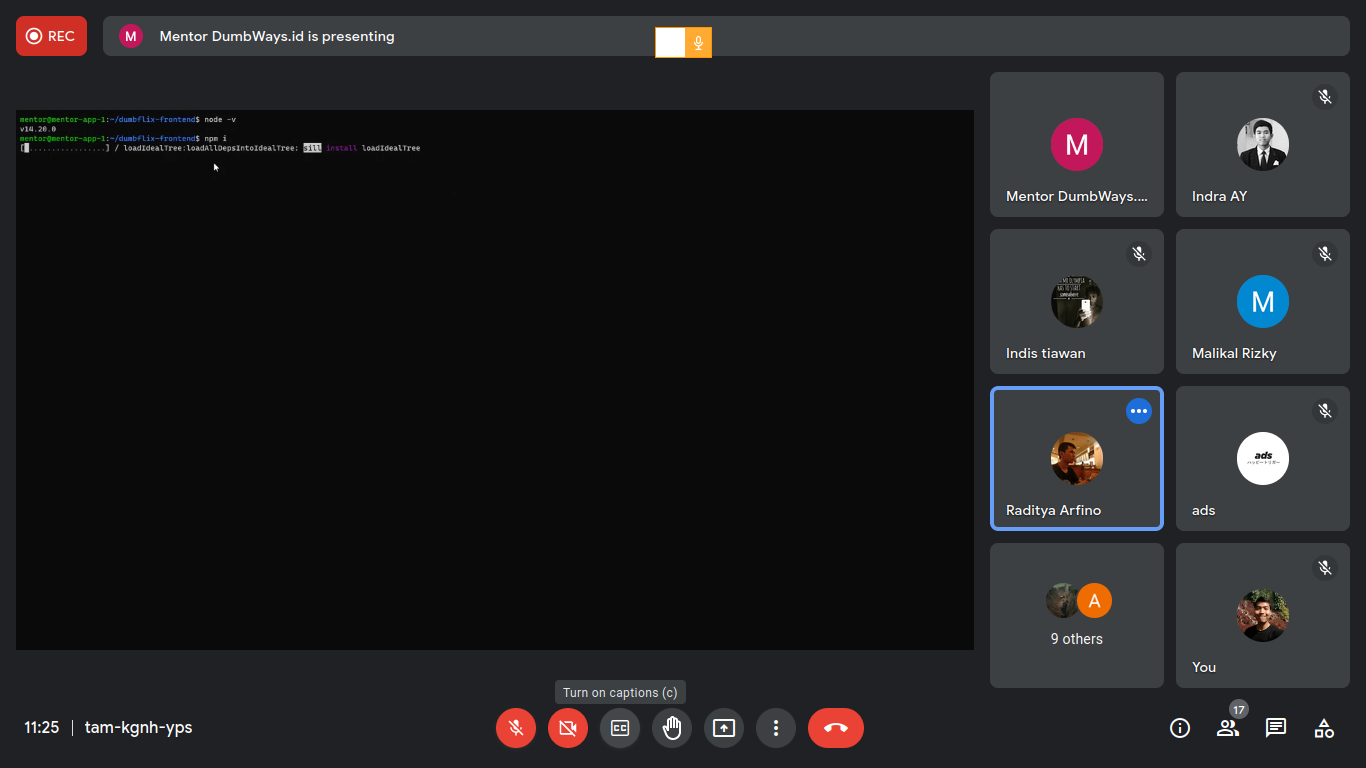 REC
M
Mentor DumbWays.id is presenting
mentor@mentor-app-1:~/dumbflix-frontend$ node -v
v14.20.0
mentor@mentor-app-1:~/dumbflix-frontend$ npm i
[ ................] / loadIdealTree:loadAllDepsIntoIdealTree: sill install loadIdealTree
M
Mentor DumbWays....
Indra AY
Indis tiawan
M
Malikal Rizky
Raditya Arfino
ads
ads
A
9 others
You
Turn on captions (c)
11:25 | tam-kgnh-yps
CC
17